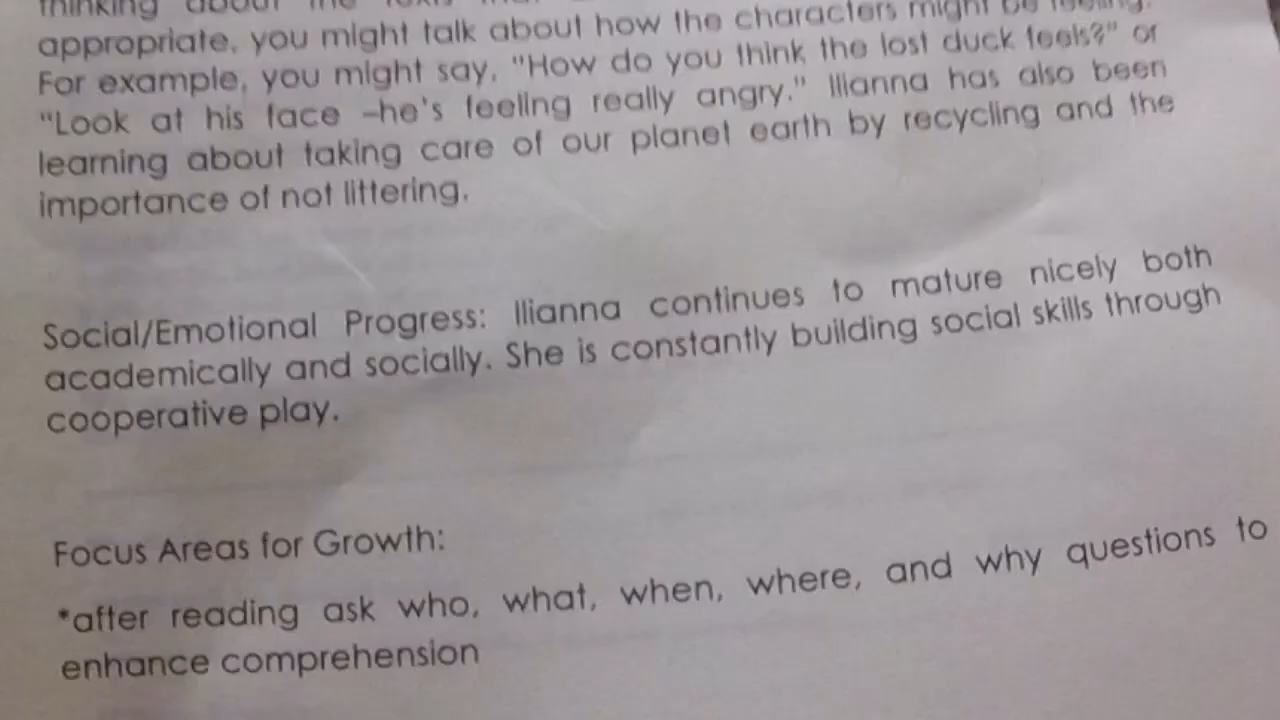 thinking about the texts that
appropriate, you might talk about how the characters might be feeling.
For example, you might say, "How do you think the lost duck feels?" or
"Look at his face –he's feeling really angry." Ilianna has also been
learning about taking care of our planet earth by recycling and the
importance of not littering.
Social/Emotional Progress: Ilianna continues to mature nicely both
academically and socially. She is constantly building social skills through
cooperative play.
Focus Areas for Growth:
*after reading ask who, what, when, where, and why questions to
enhance comprehension